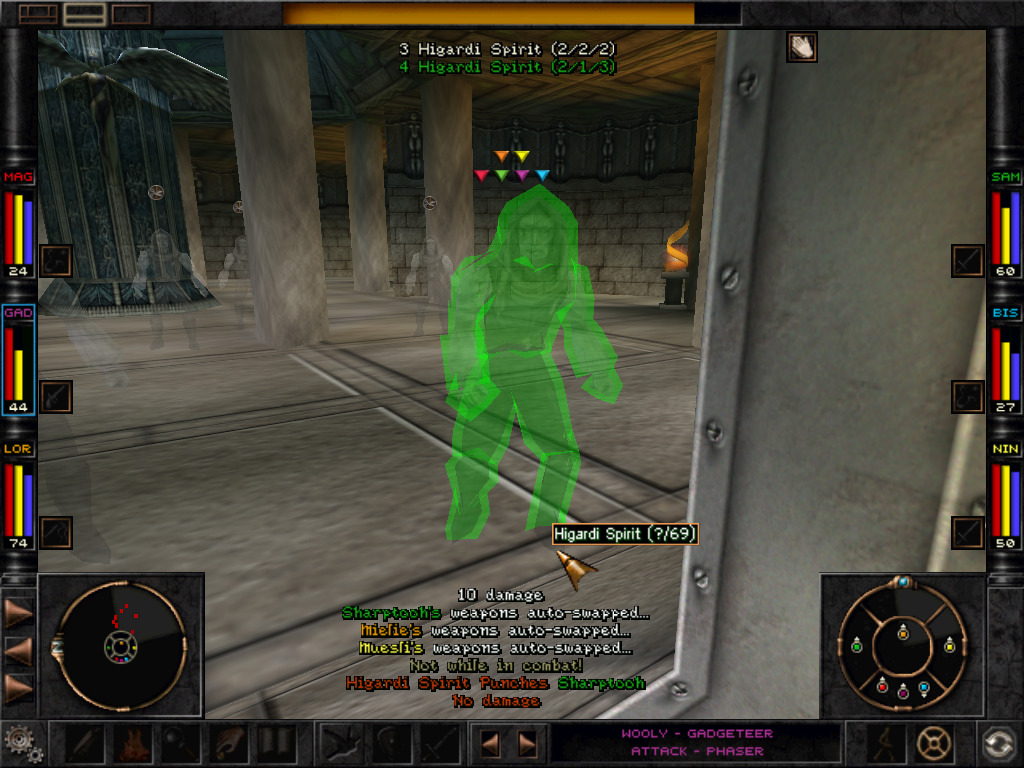 3 Higardi Spirit (2/2/2)
4 Higardi Spirit (2/1/3)
MAG
24
GAD
44
LOR
74
SAM
60
BIS
27
NIN
50
Higardi Spirit (?/69)
10 damage
Sharptooh's weapons auto-swapped...
Mielie's weapons auto-swapped...
Muesli's weapons auto-swapped...
Not while in combat!
Higardi Spirit Punches Sharptooh
No damage
WOOLY - GADGETEER
ATTACK - PHASER